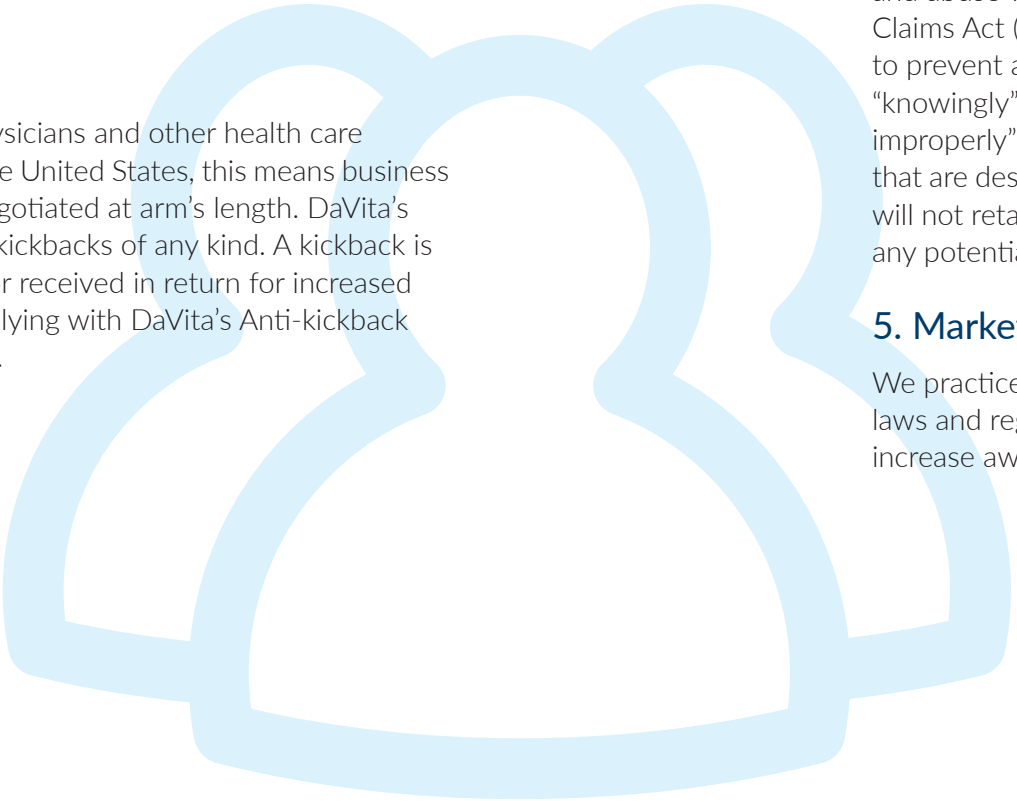 ysicians and other health care
e United States, this means business
gotiated at arm’s length. DaVita’s
kickbacks of any kind. A kickback is
r received in return for increased
lying with DaVita’s Anti-kickback
.
Claims Act (
to prevent a
“knowingly”
improperly”
that are des
will not reta
any potentia
5. Marke
We practice
laws and reg
increase aw